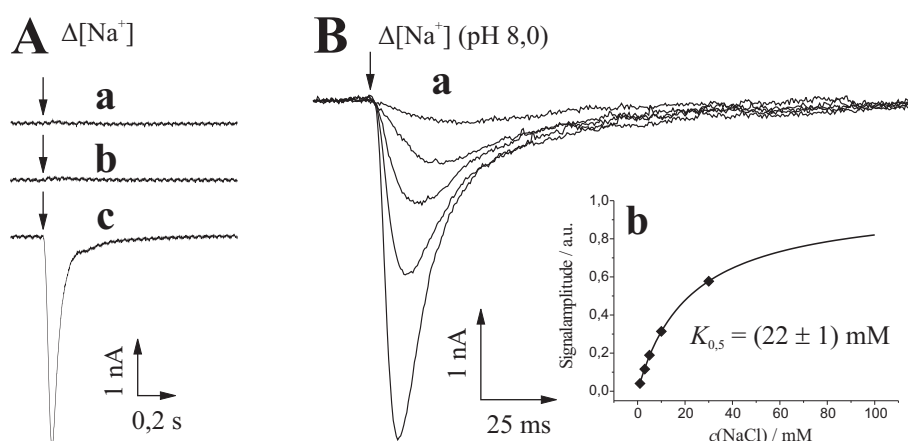 A Δ[Na⁺]
a
b
c
1 nA
0,2 s
B Δ[Na⁺] (pH 8,0)
a
1 nA
25 ms
b
Signalamplitude / a.u.
1,0
0,8
0,6
0,4
0,2
0,0
K₀,₅ = (22 ± 1) mM
0 20 40 60 80 100
c(NaCl) / mM